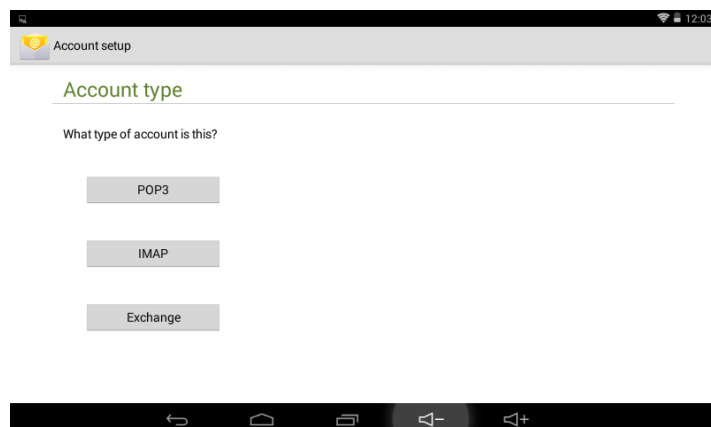 12:03
Account setup
Account type
What type of account is this?
POP3
IMAP
Exchange